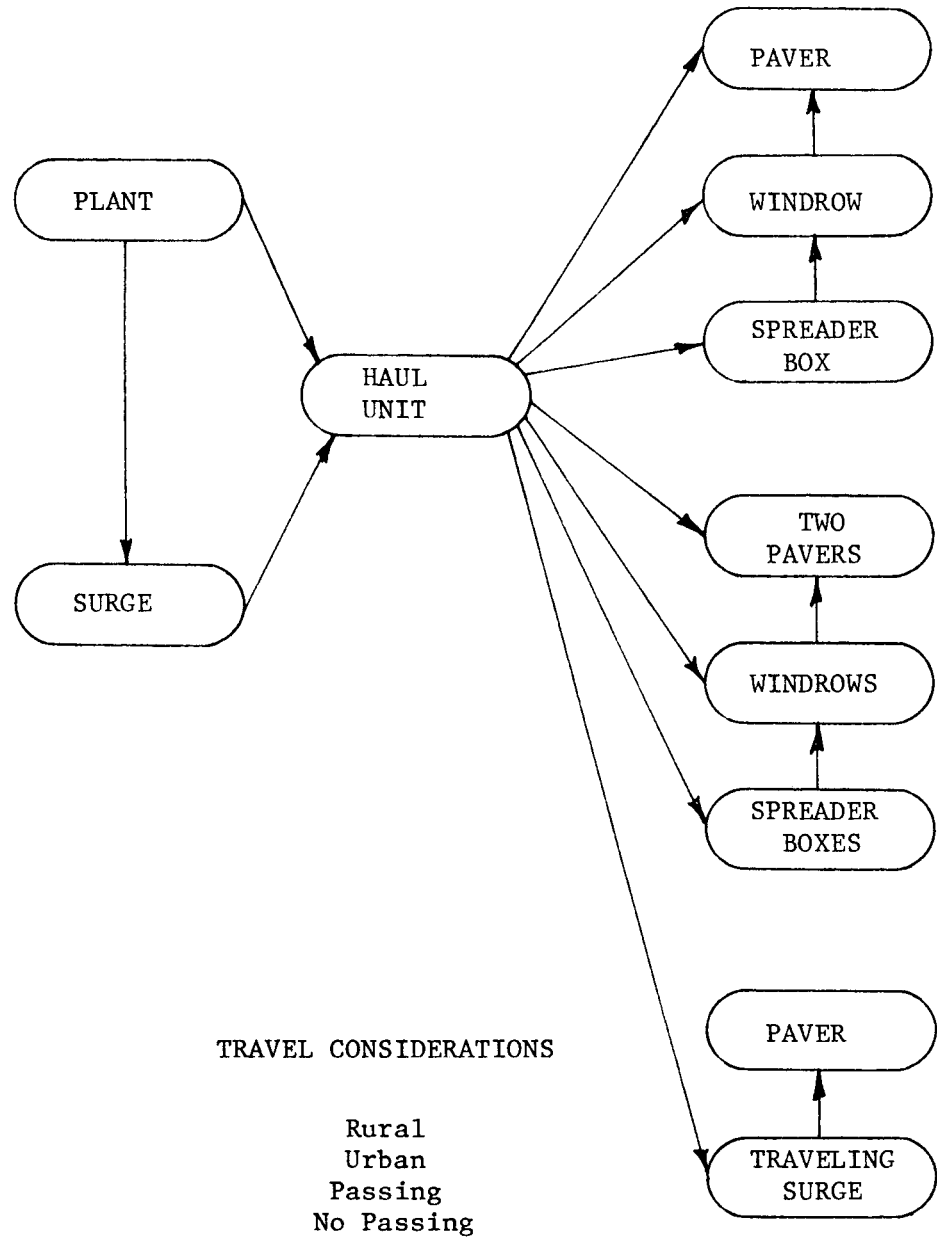 PAVER
PLANT
WINDROW
SPREADER
BOX
HAUL
UNIT
TWO
PAVERS
SURGE
WINDROWS
SPREADER
BOXES
PAVER
TRAVEL CONSIDERATIONS
Rural
Urban
Passing
No Passing
TRAVELING
SURGE